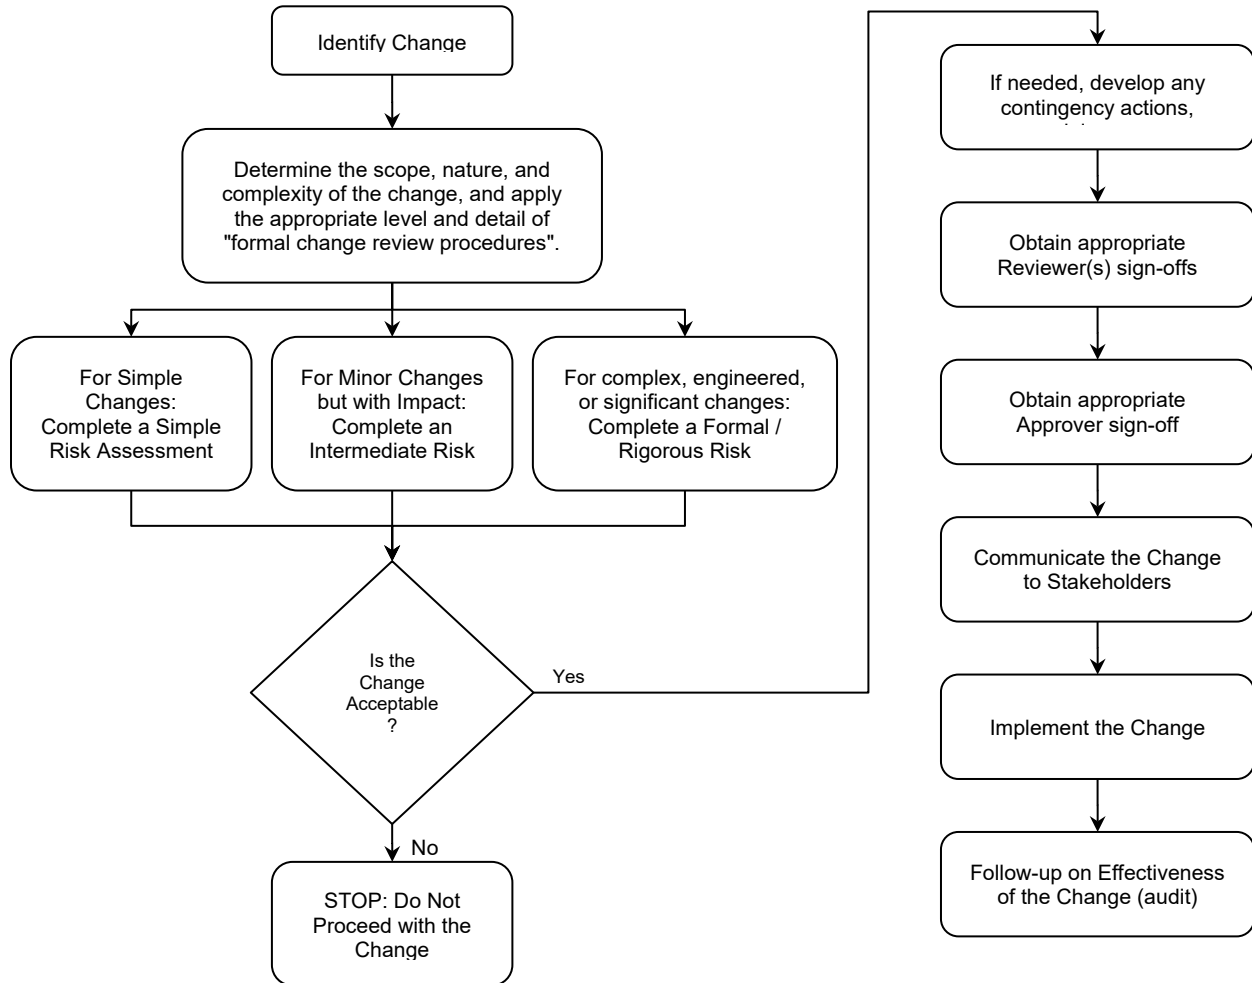 Identify Change
Determine the scope, nature, and
complexity of the change, and apply
the appropriate level and detail of
"formal change review procedures".
For Simple
Changes:
Complete a Simple
Risk Assessment
For Minor Changes
but with Impact:
Complete an
Intermediate Risk
For complex, engineered,
or significant changes:
Complete a Formal /
Rigorous Risk
Is the
Change
Acceptable
?
Yes
No
STOP: Do Not
Proceed with the
Change
If needed, develop any
contingency actions,
Obtain appropriate
Reviewer(s) sign-offs
Obtain appropriate
Approver sign-off
Communicate the Change
to Stakeholders
Implement the Change
Follow-up on Effectiveness
of the Change (audit)